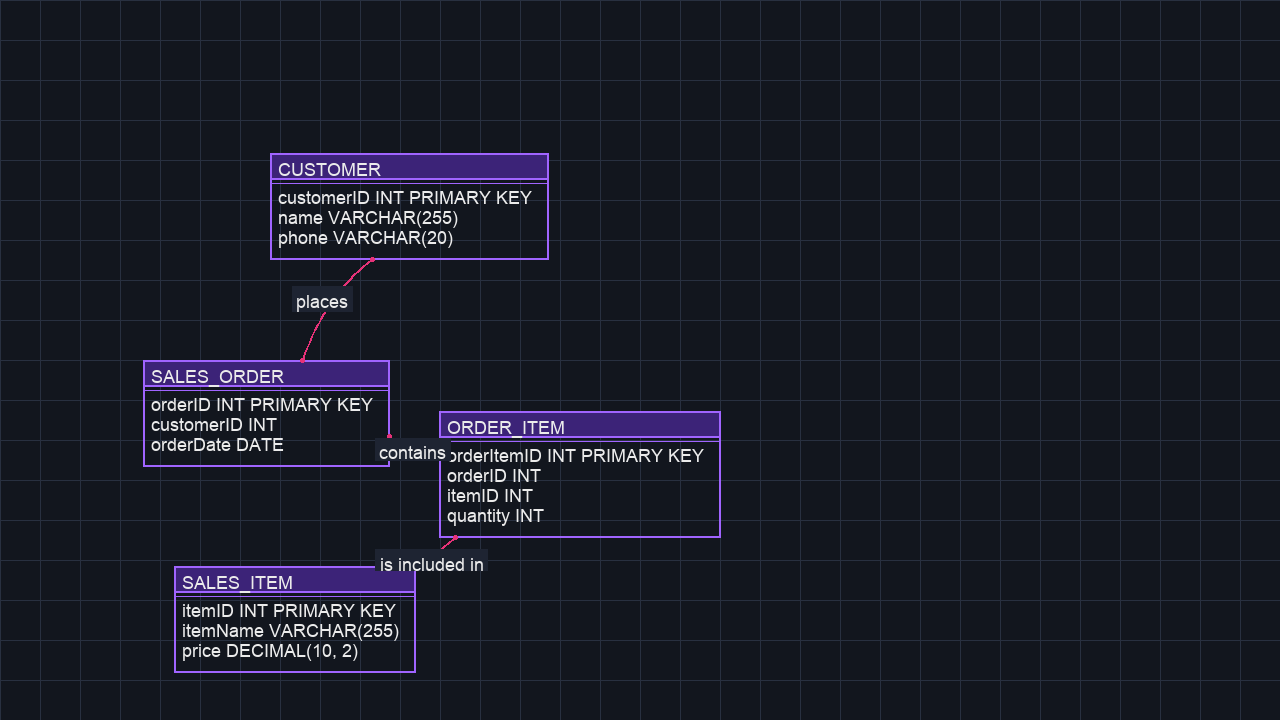 CUSTOMER
customerID INT PRIMARY KEY
name VARCHAR(255)
phone VARCHAR(20)
places
SALES_ORDER
orderID INT PRIMARY KEY
customerID INT
orderDate DATE
contains
ORDER_ITEM
orderItemID INT PRIMARY KEY
orderID INT
itemID INT
quantity INT
is included in
SALES_ITEM
itemID INT PRIMARY KEY
itemName VARCHAR(255)
price DECIMAL(10, 2)